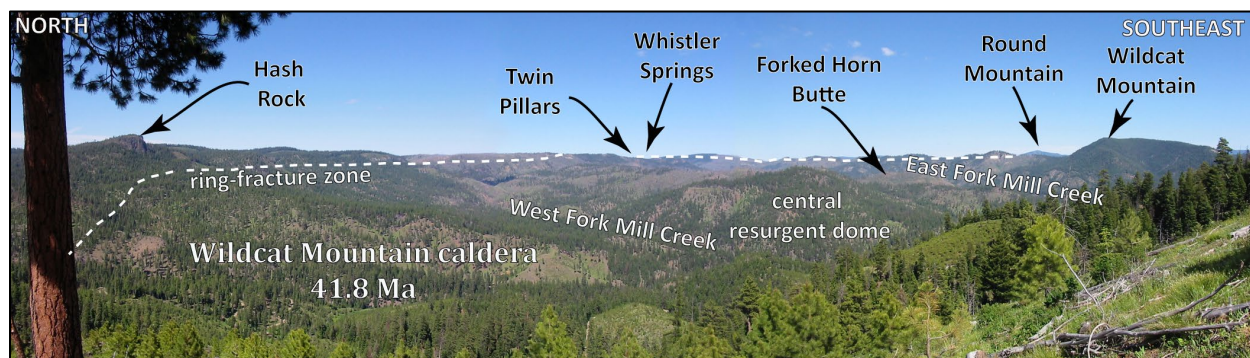 NORTH
SOUTHEAST
Hash
Rock
Twin
Pillars
Whistler
Springs
Forked Horn
Butte
Round
Mountain
Wildcat
Mountain
ring-fracture zone
West Fork Mill Creek
central
resurgent dome
East Fork Mill Creek
Wildcat Mountain caldera
41.8 Ma